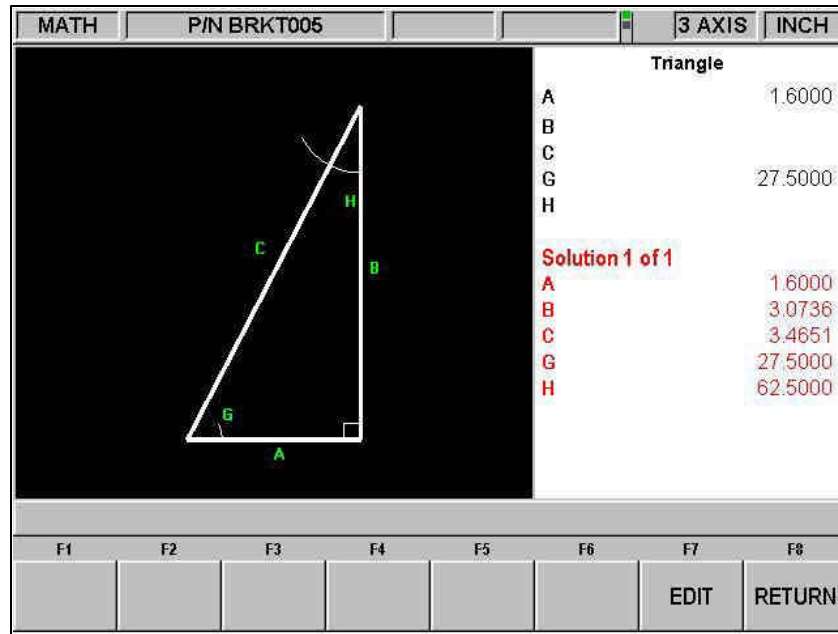 MATH P/N BRKT005 3 AXIS INCH
Triangle
A 1.6000
B
C
G 27.5000
H
Solution 1 of 1
A 1.6000
B 3.0736
C 3.4651
G 27.5000
H 62.5000
H
C
B
G
A
F1 F2 F3 F4 F5 F6 F7 F8
EDIT RETURN